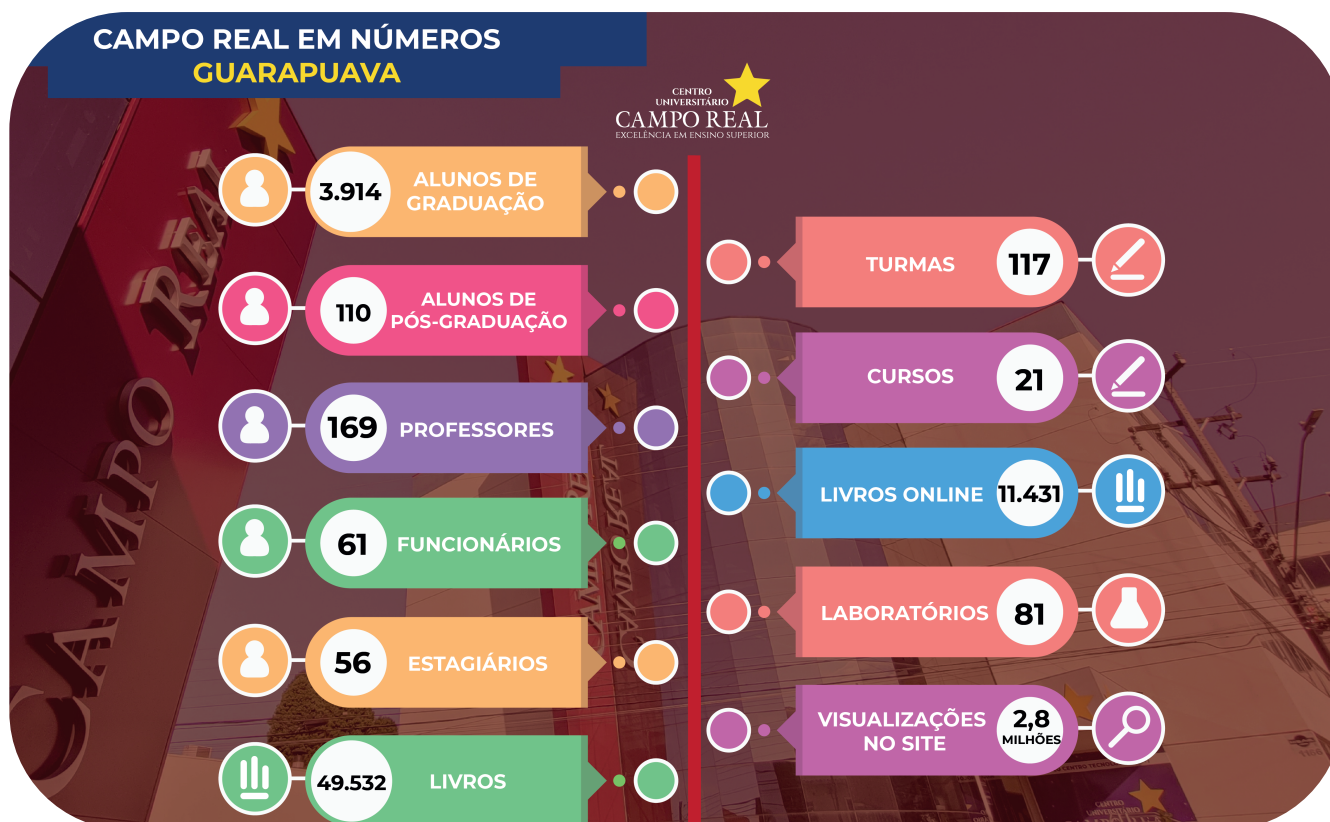 CAMPO REAL EM NÚMEROS
GUARAPUAVA
CENTRO
UNIVERSITÁRIO
CAMPO REAL
EXCELÊNCIA EM ENSINO SUPERIOR
3.914
ALUNOS DE
GRADUAÇÃO
110
ALUNOS DE
PÓS-GRADUAÇÃO
169
PROFESSORES
61
FUNCIONÁRIOS
56
ESTAGIÁRIOS
49.532
LIVROS
TURMAS
117
CURSOS
21
LIVROS ONLINE
11.431
LABORATÓRIOS
81
VISUALIZAÇÕES
NO SITE
2,8
MILHÕES
CAMPO REAL
CAMPO REAL